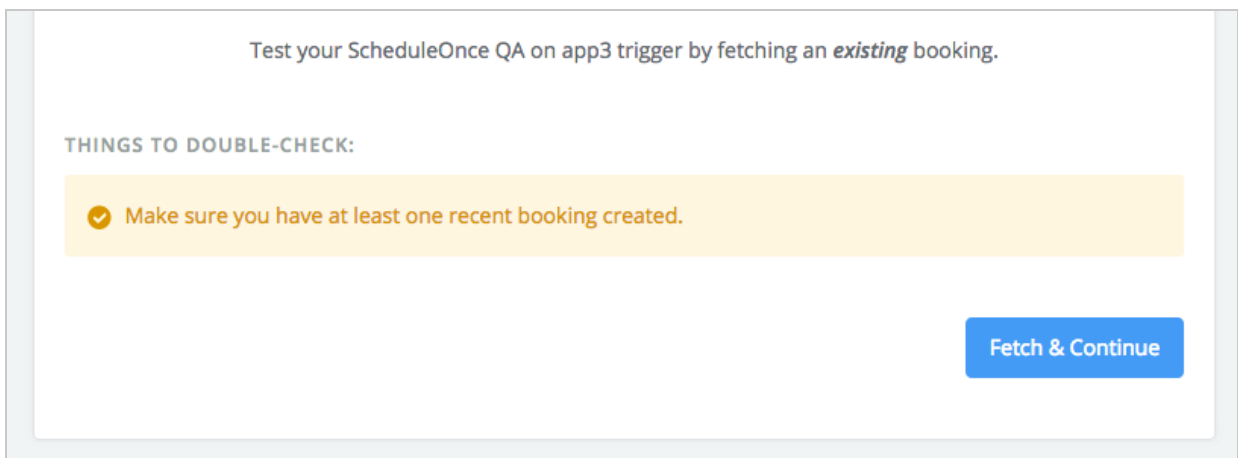 Test your ScheduleOnce QA on app3 trigger by fetching an existing booking.
THINGS TO DOUBLE-CHECK:
Make sure you have at least one recent booking created.
Fetch & Continue